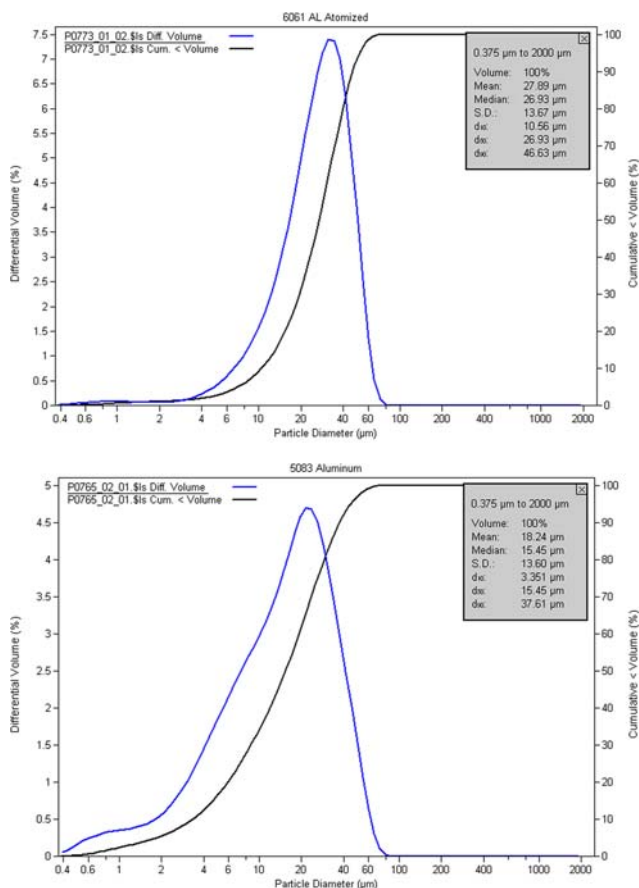 6061 AL Atomized
P0773_01_02.$ls Diff. Volume
P0773_01_02.$ls Cum. < Volume
7.5
7
6.5
6
5.5
5
4.5
4
3.5
3
2.5
2
1.5
1
0.5
0
Differential Volume (%)
0.4 0.6 1 2 4 6 10 20 40 60 100 200 400 1000 2000
Particle Diameter (µm)
100
90
80
70
60
50
40
30
20
10
0
Cumulative < Volume (%)
0.375 µm to 2000 µm
Volume: 100%
Mean: 27.89 µm
Median: 26.93 µm
S.D.: 13.67 µm
10.56 µm
26.93 µm
46.63 µm
5083 Aluminum
P0765_02_01.$ls Diff. Volume
P0765_02_01.$ls Cum. < Volume
5
4.5
4
3.5
3
2.5
2
1.5
1
0.5
0
Differential Volume (%)
0.4 0.6 1 2 4 6 10 20 40 60 100 200 400 1000 2000
Particle Diameter (µm)
100
90
80
70
60
50
40
30
20
10
0
Cumulative < Volume (%)
0.375 µm to 2000 µm
Volume: 100%
Mean: 18.24 µm
Median: 15.45 µm
S.D.: 13.60 µm
3.351 µm
15.45 µm
37.61 µm